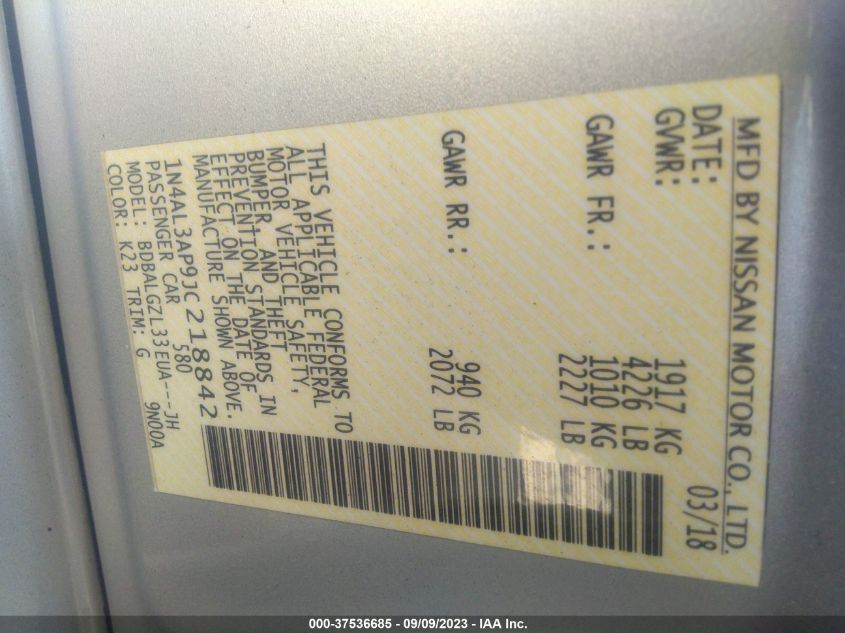 MFD BY NISSAN MOTOR CO., LTD.
DATE: 03/18
GVWR: 1917 KG
4226 LB
GAWR FR.: 1010 KG
2227 LB
GAWR RR.: 940 KG
2072 LB
THIS VEHICLE CONFORMS TO
ALL APPLICABLE FEDERAL
MOTOR VEHICLE SAFETY,
BUMPER, AND THEFT
PREVENTION STANDARDS IN
EFFECT ON THE DATE OF
MANUFACTURE SHOWN ABOVE.
1N4AL3AP9JC218842
PASSENGER CAR 580
MODEL: BDBALGZL33EUA---JH
COLOR: K23 TRIM: G 9N00A
000-37536685 - 09/09/2023 - IAA Inc.